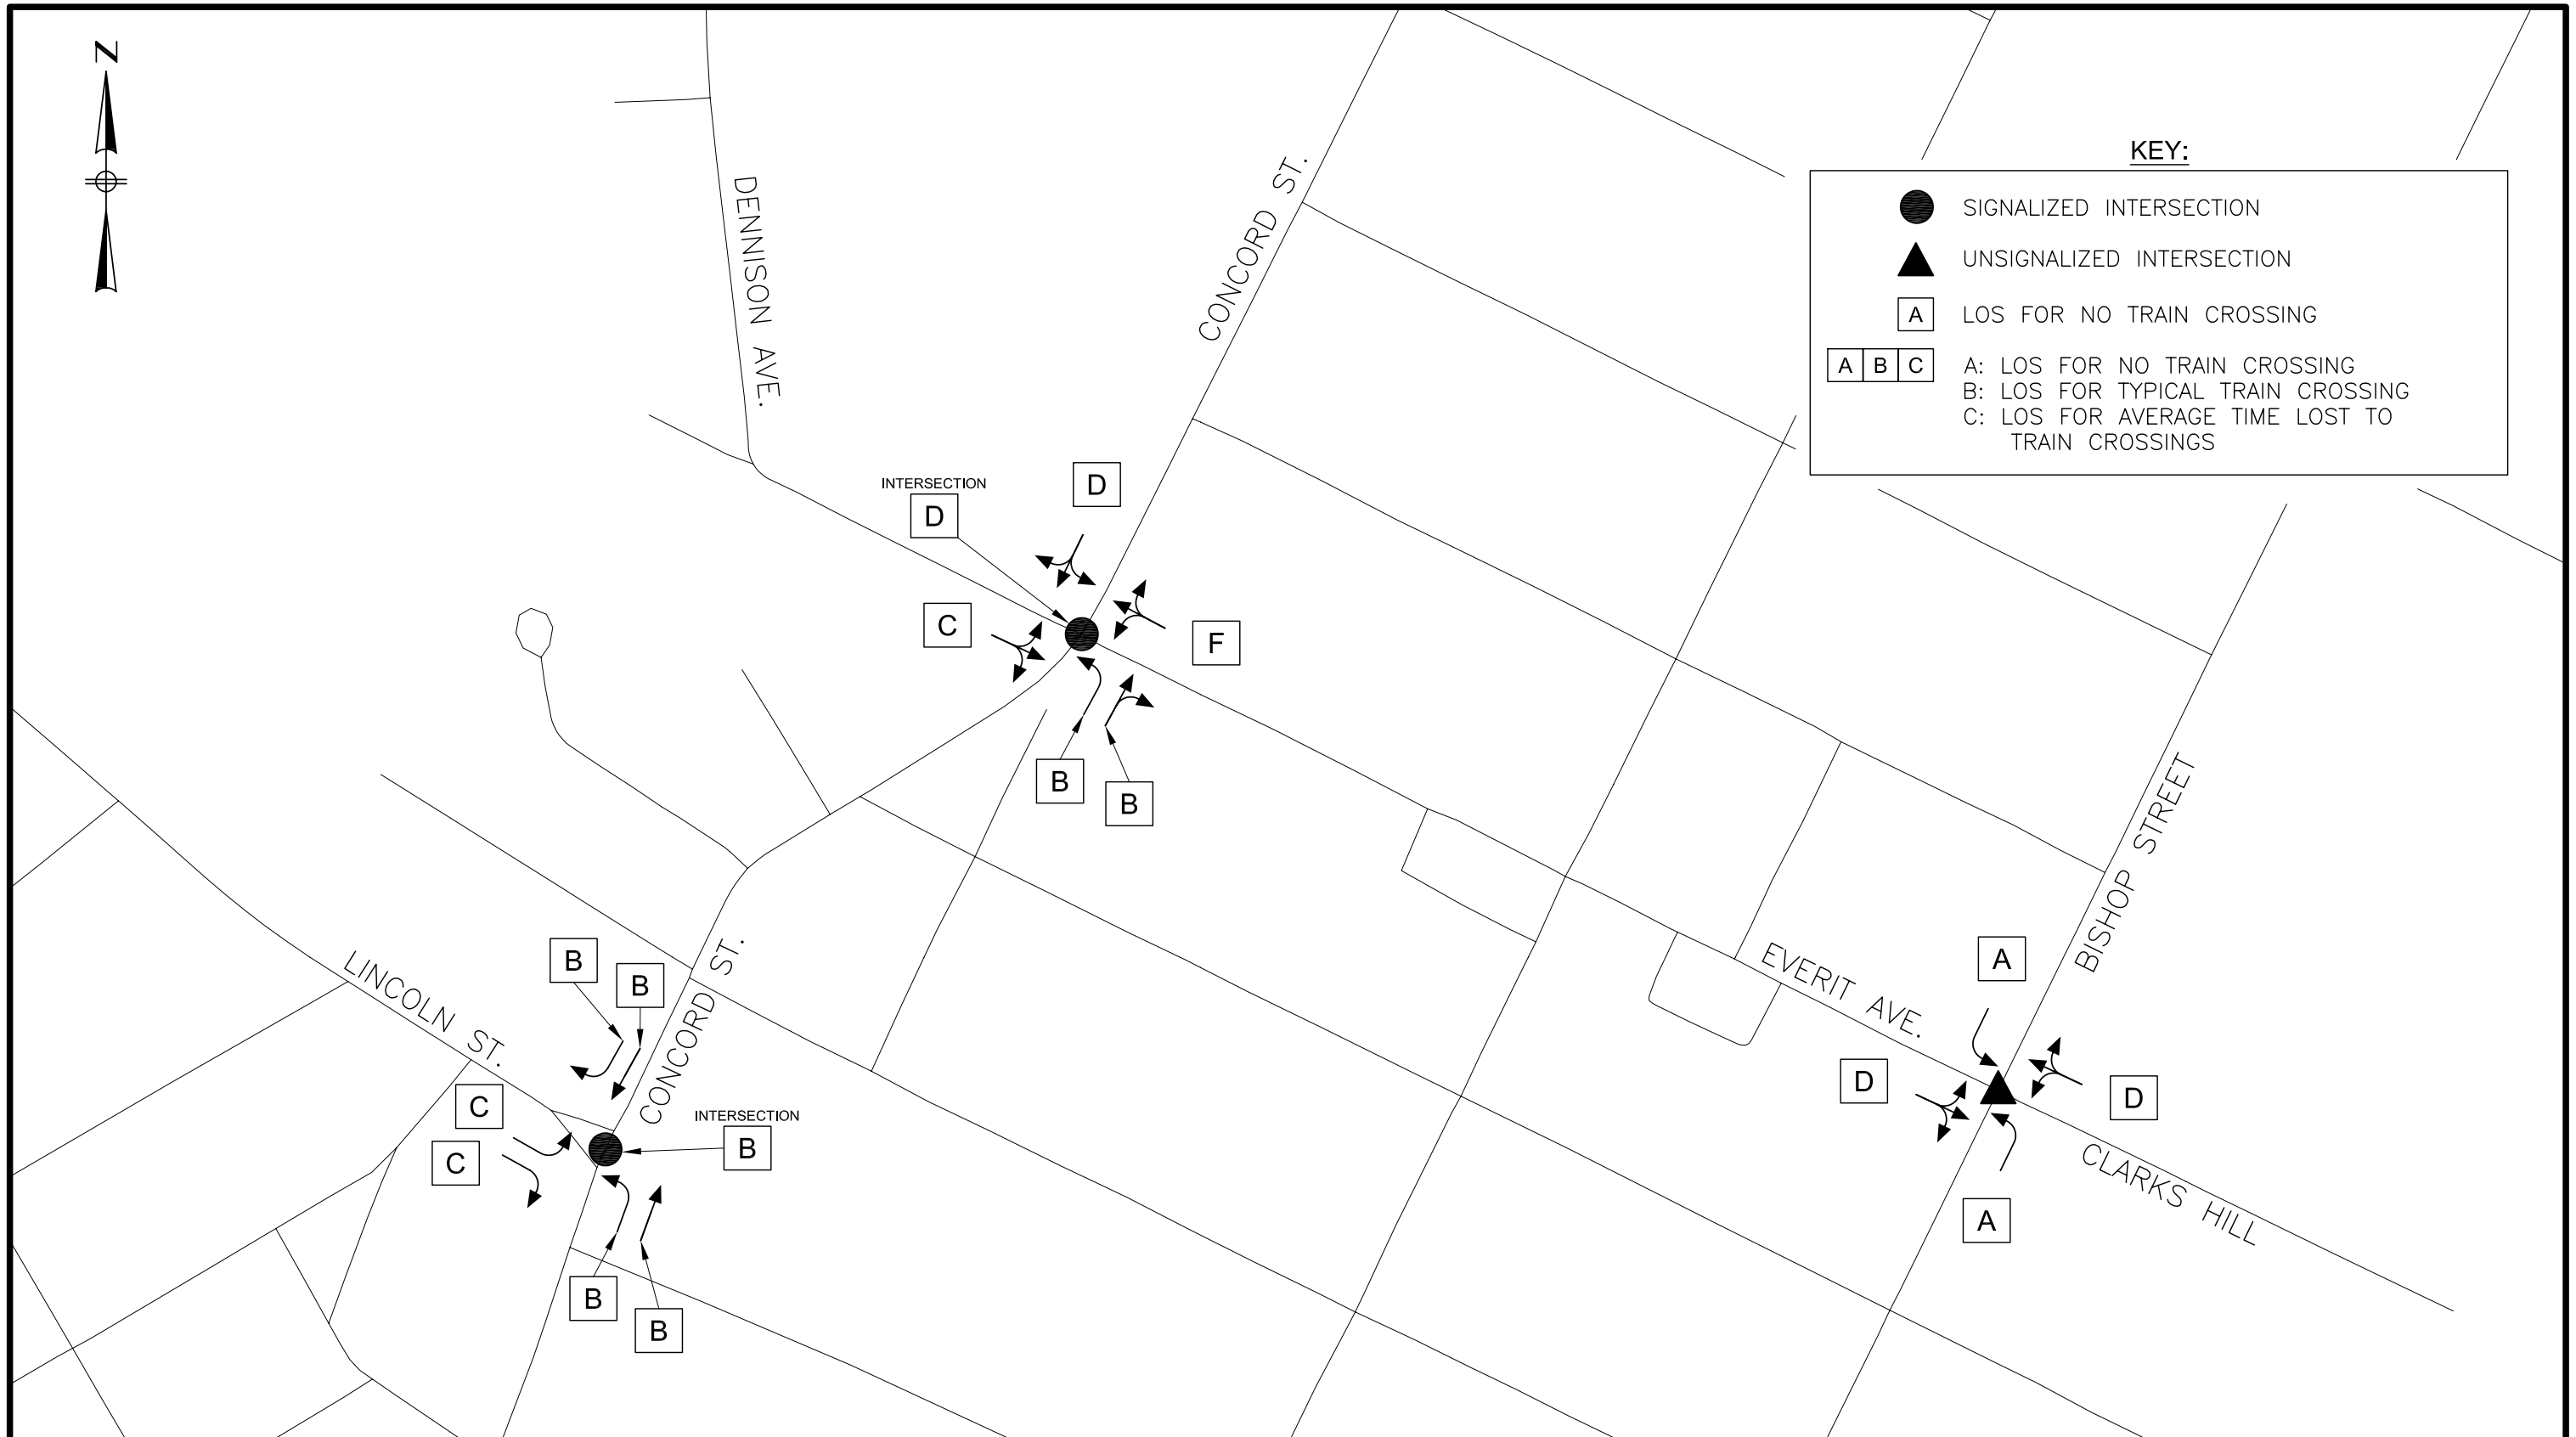 N
KEY:
SIGNALIZED INTERSECTION
UNSIGNALIZED INTERSECTION
A LOS FOR NO TRAIN CROSSING
A B C A: LOS FOR NO TRAIN CROSSING
B: LOS FOR TYPICAL TRAIN CROSSING
C: LOS FOR AVERAGE TIME LOST TO
TRAIN CROSSINGS
DENNISON AVE.
CONCORD ST.
INTERSECTION
D
D
C
F
B
B
LINCOLN ST.
CONCORD ST.
B
B
C
C
INTERSECTION
B
B
B
EVERIT AVE.
BISHOP STREET
A
D
D
A
CLARKS HILL